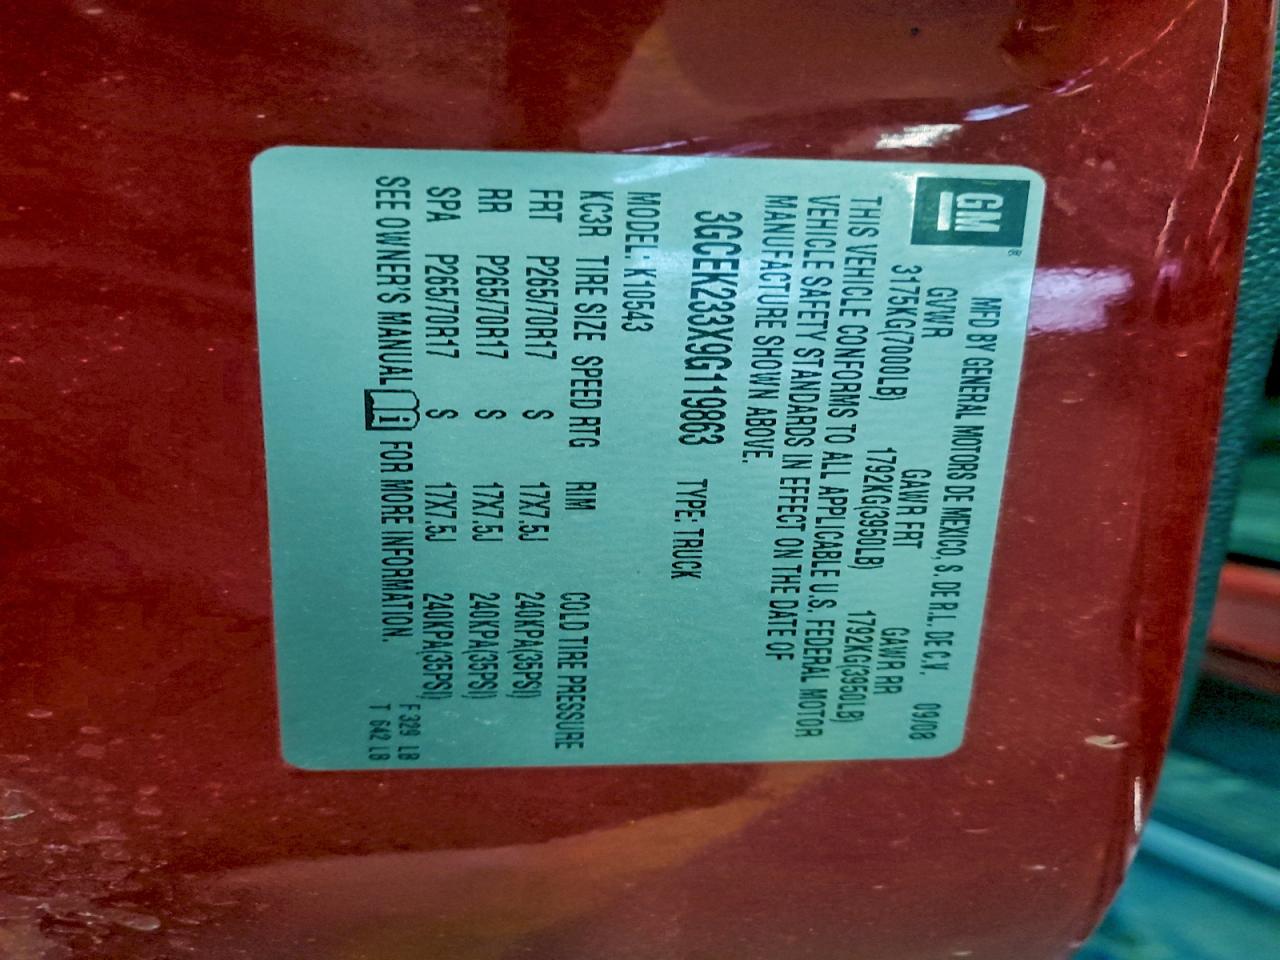 GM ®
MFD BY GENERAL MOTORS DE MEXICO, S. DE R.L. DE C.V. 09/08
GVWR GAWR FRT GAWR RR
3175KG(7000LB) 1792KG(3950LB) 1792KG(3950LB)
THIS VEHICLE CONFORMS TO ALL APPLICABLE U.S. FEDERAL MOTOR
VEHICLE SAFETY STANDARDS IN EFFECT ON THE DATE OF
MANUFACTURE SHOWN ABOVE.
3GCEK233X9G119863 TYPE: TRUCK
MODEL: K10543
KC3R TIRE SIZE SPEED RTG RIM COLD TIRE PRESSURE
FRT P265/70R17 S 17X7.5J 240KPA(35PSI)
RR P265/70R17 S 17X7.5J 240KPA(35PSI)
SPA P265/70R17 S 17X7.5J 240KPA(35PSI)
SEE OWNER'S MANUAL FOR MORE INFORMATION.
F 329 LB
T 642 LB